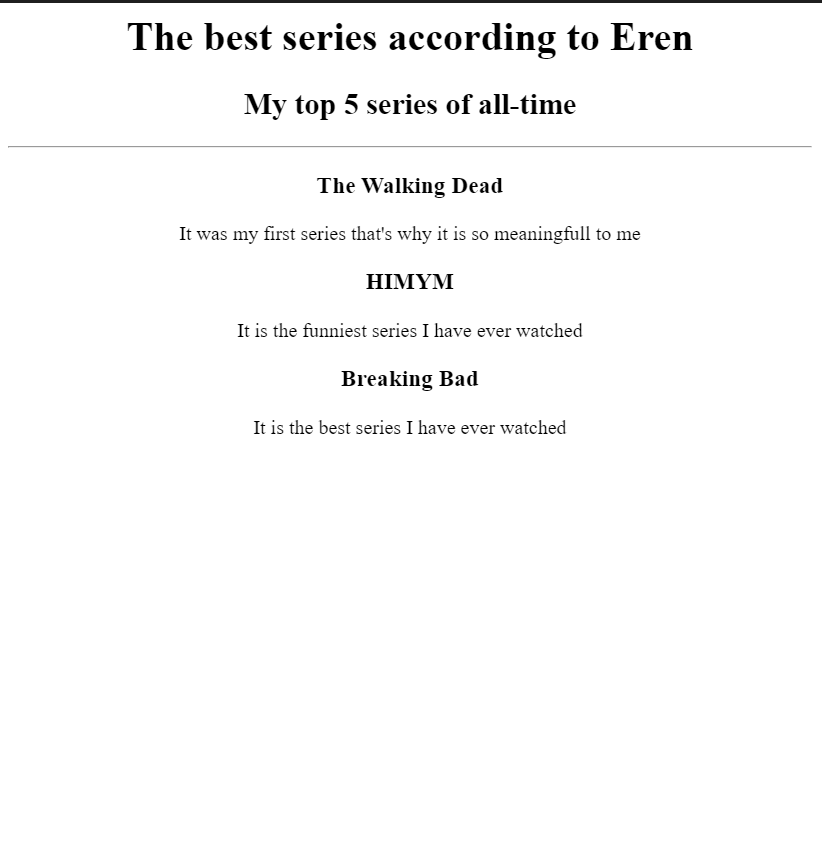 The best series according to Eren
My top 5 series of all-time
The Walking Dead
It was my first series that's why it is so meaningfull to me
HIMYM
It is the funniest series I have ever watched
Breaking Bad
It is the best series I have ever watched